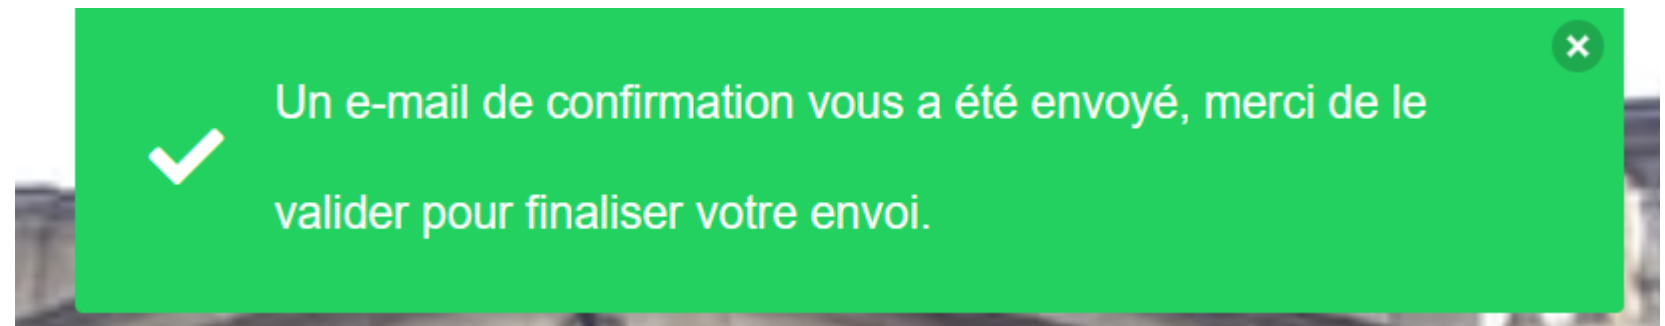 Un e-mail de confirmation vous a été envoyé, merci de le
valider pour finaliser votre envoi.